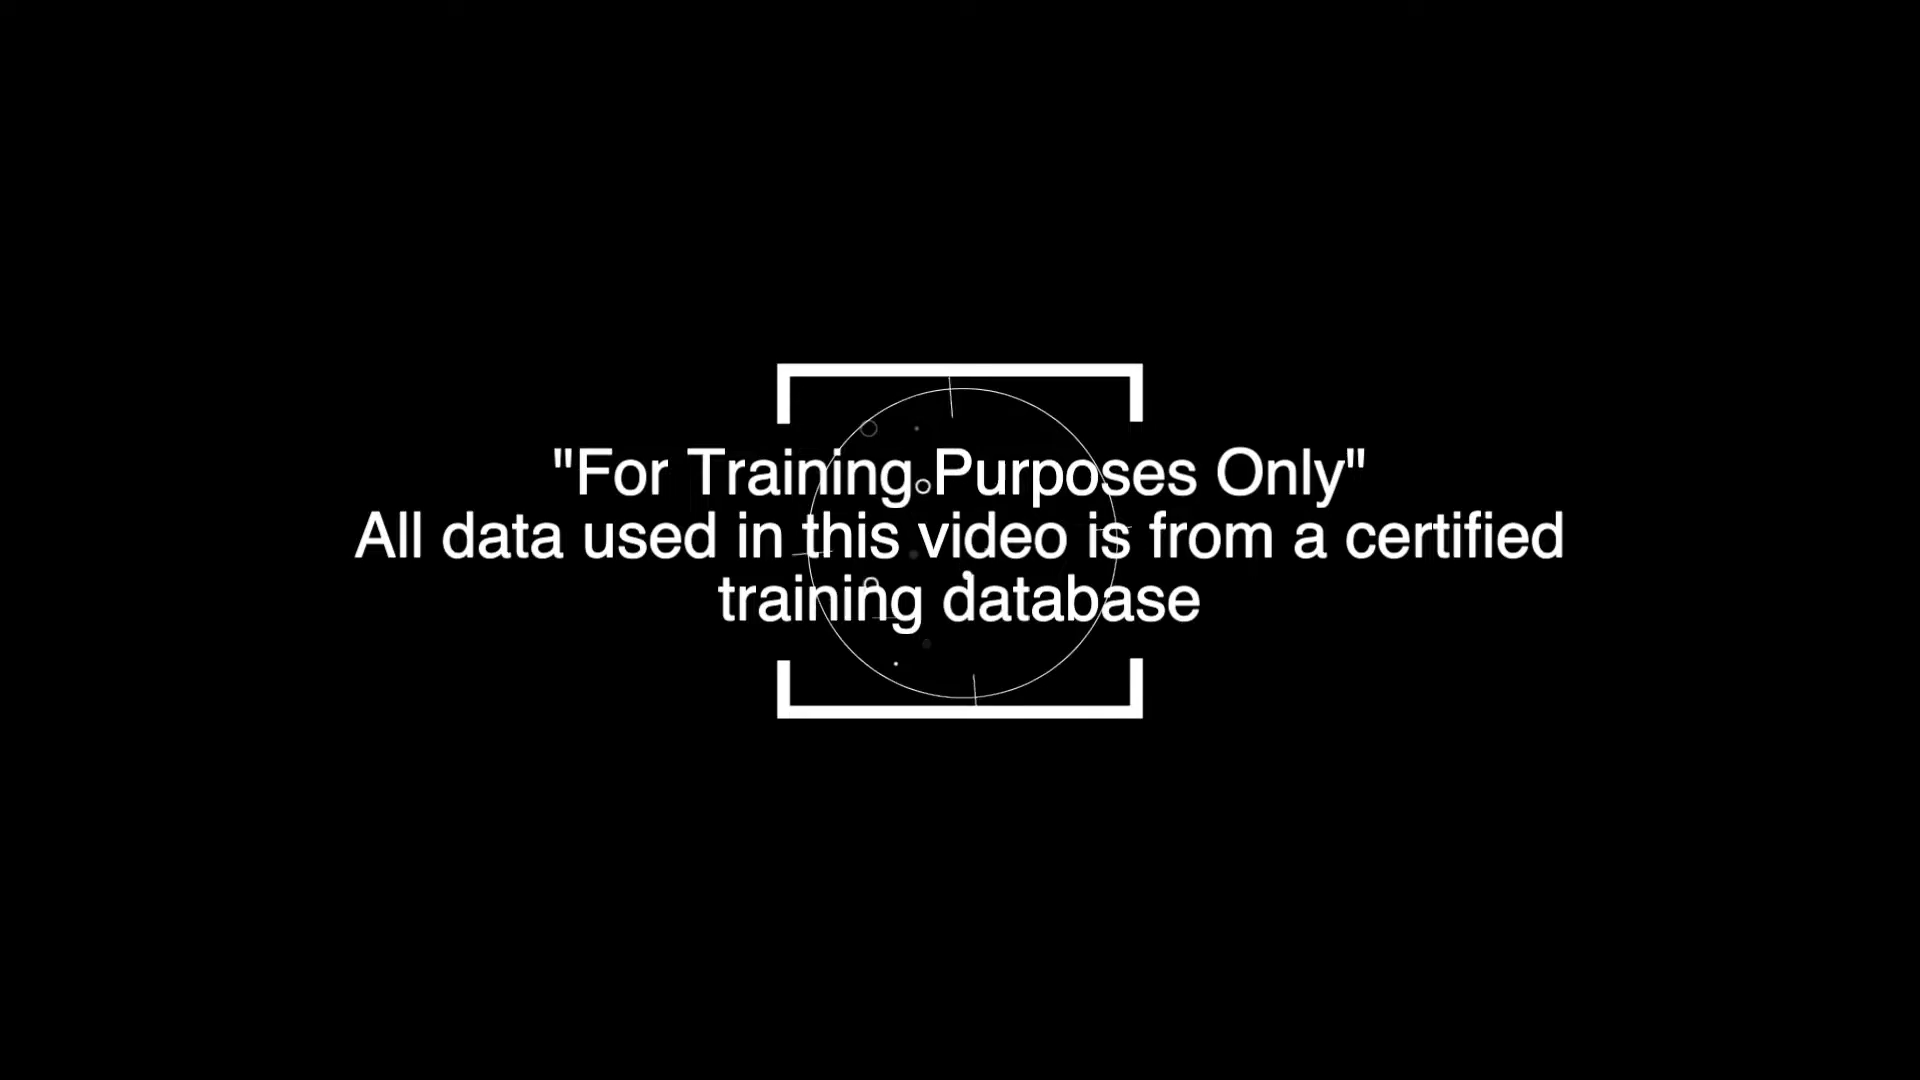 "For Training Purposes Only"
All data used in this video is from a certified
training database